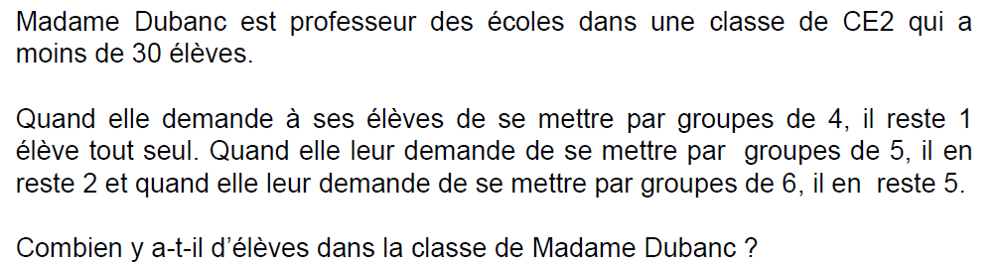 Madame Dubanc est professeur des écoles dans une classe de CE2 qui a
moins de 30 élèves.
Quand elle demande à ses élèves de se mettre par groupes de 4, il reste 1
élève tout seul. Quand elle leur demande de se mettre par groupes de 5, il en
reste 2 et quand elle leur demande de se mettre par groupes de 6, il en reste 5.
Combien y a-t-il d’élèves dans la classe de Madame Dubanc ?